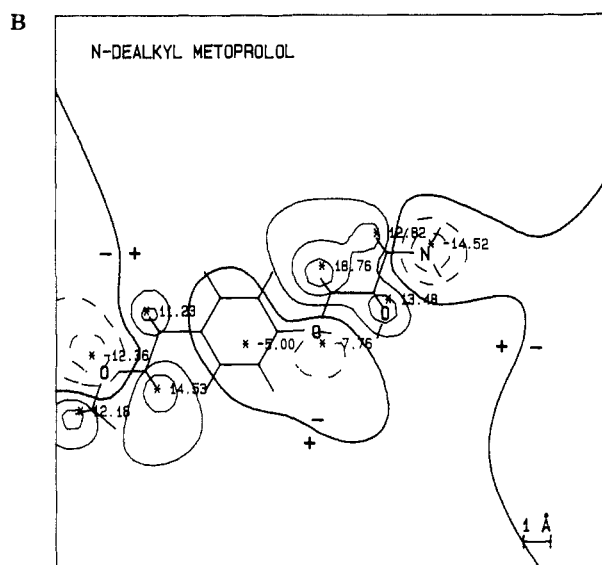 B
N-DEALKYL METOPROLOL
- +
* 12.82
* -14.52
N
* 18.76
* 13.48
O
* 11.23
O
* -5.00
* -7.76
+ -
* -12.36
O
* 14.53
* 12.18
-
+
1 Å